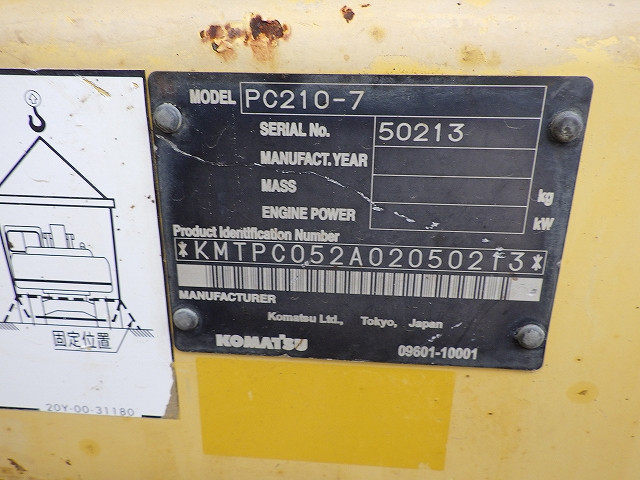 MODEL PC210-7
SERIAL No. 50213
MANUFACT. YEAR
MASS kg
ENGINE POWER kW
Product Identification Number
*KMTPC052A02050213*
MANUFACTURER
Komatsu Ltd., Tokyo, Japan
KOMATSU 09601-10001
固定位置
20Y-00-31180